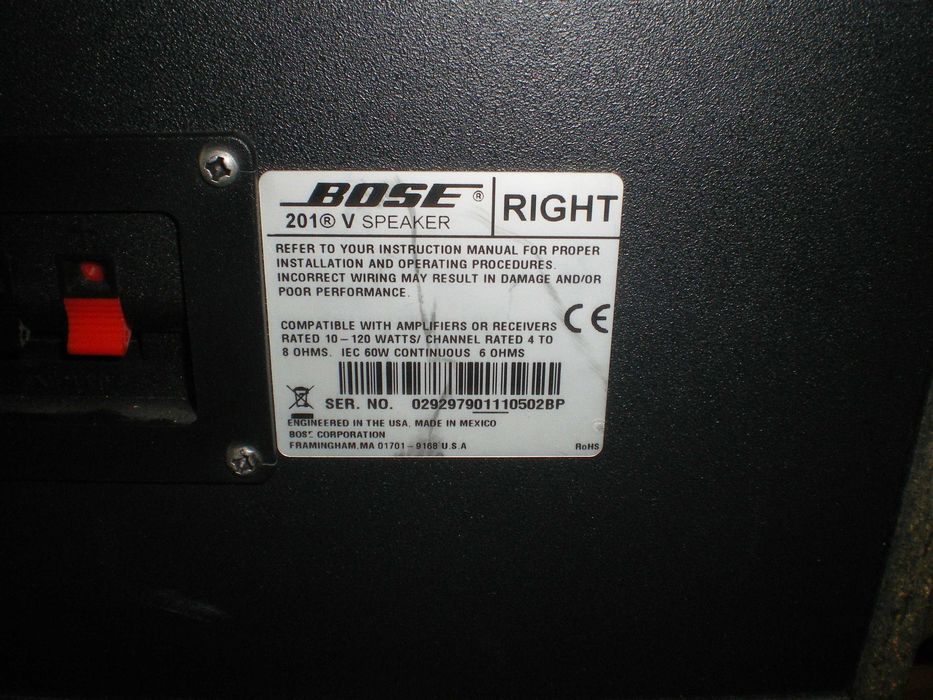 BOSE®
201® V SPEAKER
RIGHT
REFER TO YOUR INSTRUCTION MANUAL FOR PROPER
INSTALLATION AND OPERATING PROCEDURES.
INCORRECT WIRING MAY RESULT IN DAMAGE AND/OR
POOR PERFORMANCE.
CE
COMPATIBLE WITH AMPLIFIERS OR RECEIVERS
RATED 10-120 WATTS/ CHANNEL RATED 4 TO
8 OHMS. IEC 60W CONTINUOUS 6 OHMS
SER. NO. 029297901110502BP
ENGINEERED IN THE USA, MADE IN MEXICO
BOSE CORPORATION
FRAMINGHAM, MA 01701-9168 U.S.A
RoHS